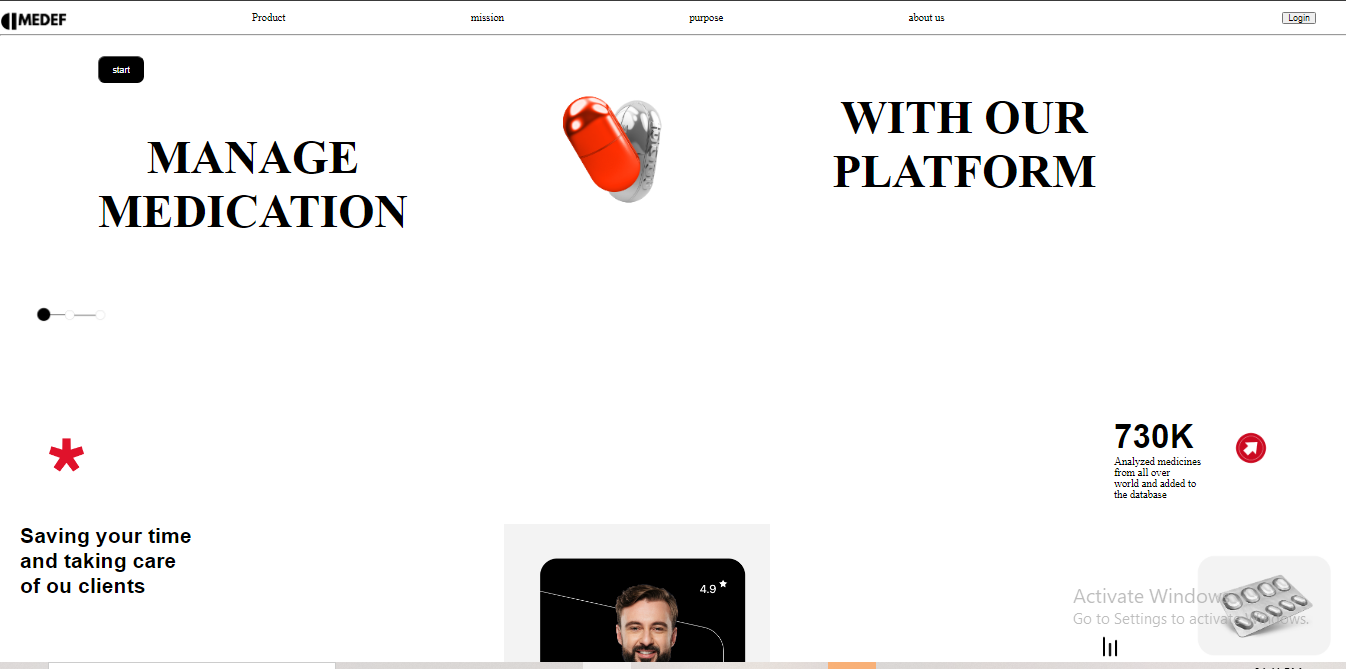 MEDEF
Product
mission
purpose
about us
Login
start
MANAGE
MEDICATION
WITH OUR
PLATFORM
730K
Analyzed medicines
from all over
world and added to
the database
Saving your time
and taking care
of ou clients
4.9
Activate Windows
Go to Settings to activate Windows.